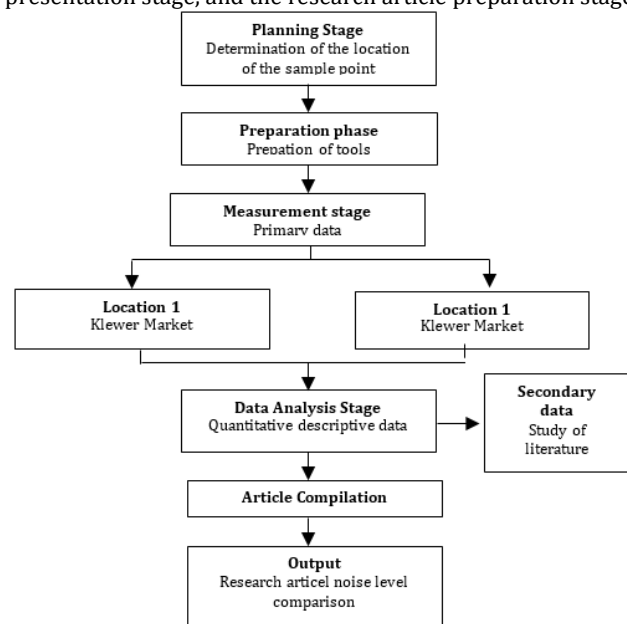 presentation stage, and the research article preparation stage
Planning Stage
Determination of the location
of the sample point
Preparation phase
Prepation of tools
Measurement stage
Primary data
Location 1
Klewer Market
Location 1
Klewer Market
Data Analysis Stage
Quantitative descriptive data
Secondary
data
Study of
literature
Article Compilation
Output
Research articel noise level
comparison